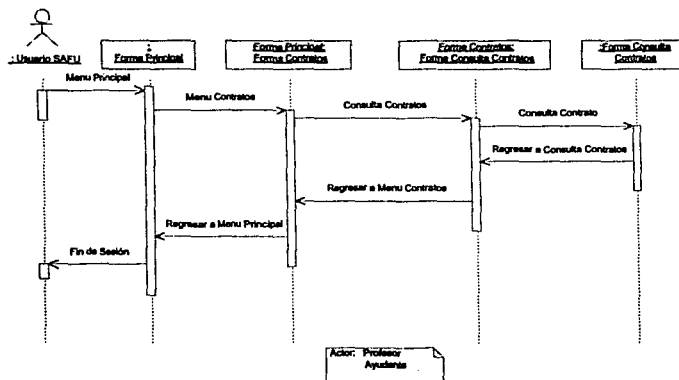 : Usuario SAFU
:
Forma Principal
Forma Principal:
Forma Contratos
Forma Contratos:
Forma Consulta Contratos
:Forma Consulta
Contratos
Menu Principal
Menu Contratos
Consulta Contratos
Consulta Contrato
Regresar a Consulta Contratos
Regresar a Menu Contratos
Regresar a Menu Principal
Fin de Sesión
Actor: Profesor
Ayudante